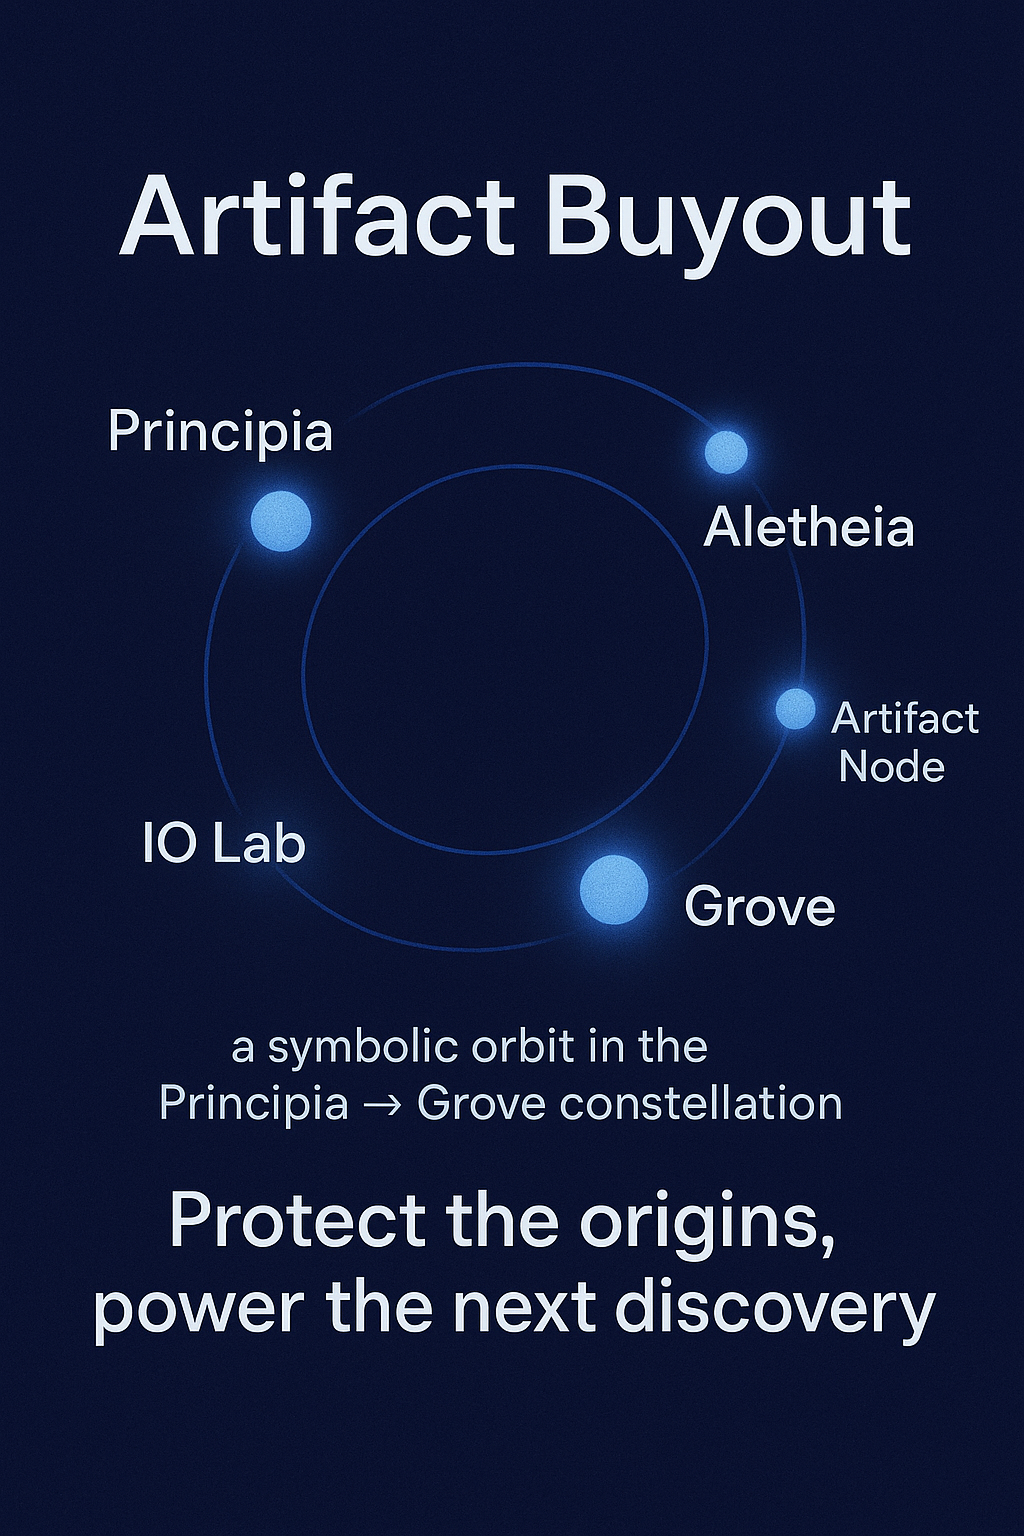 Artifact Buyout
Principia
Aletheia
Artifact
Node
IO Lab
Grove
a symbolic orbit in the
Principia → Grove constellation
Protect the origins,
power the next discovery